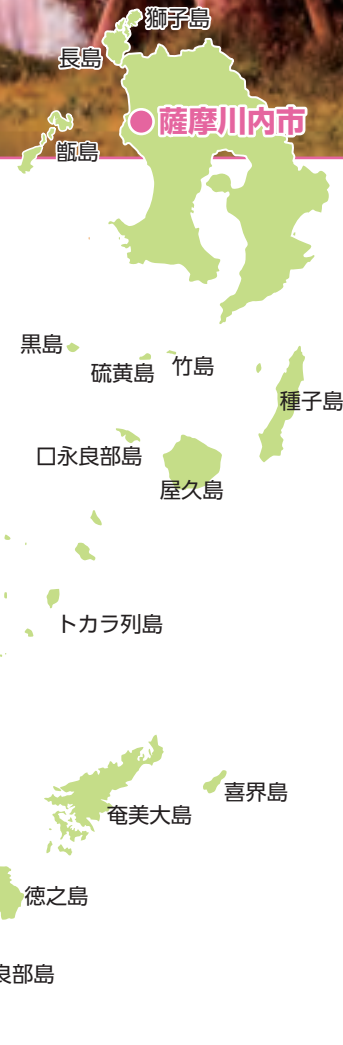 獅子島
長島
薩摩川内市
甑島
黒島
硫黄島
竹島
種子島
口永良部島
屋久島
トカラ列島
喜界島
奄美大島
徳之島
良部島